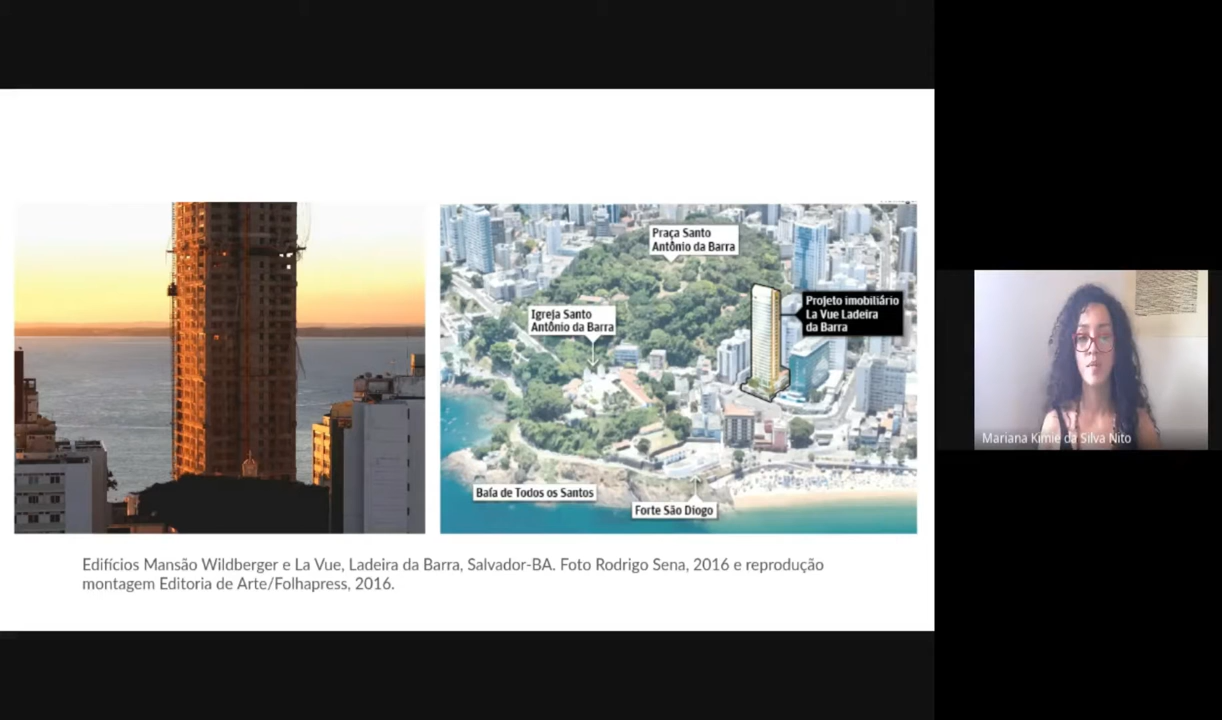 Praça Santo
Antônio da Barra
Projeto imobiliário
La Vue Ladeira
da Barra
Igreja Santo
Antônio da Barra
Baía de Todos os Santos
Forte São Diogo
Edifícios Mansão Wildberger e La Vue, Ladeira da Barra, Salvador-BA. Foto Rodrigo Sena, 2016 e reprodução
montagem Editoria de Arte/Folhapress, 2016.
Mariana Kimie da Silva Nito